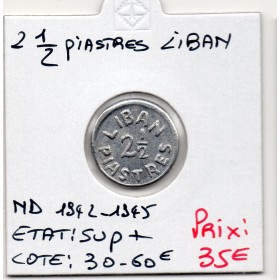 2 1/2 PIASTRES LIBAN
LIBAN
2½
PIASTRES
ND 1942-1945
ETAT: SUP +
COTE: 30-60€
Prix:
35€